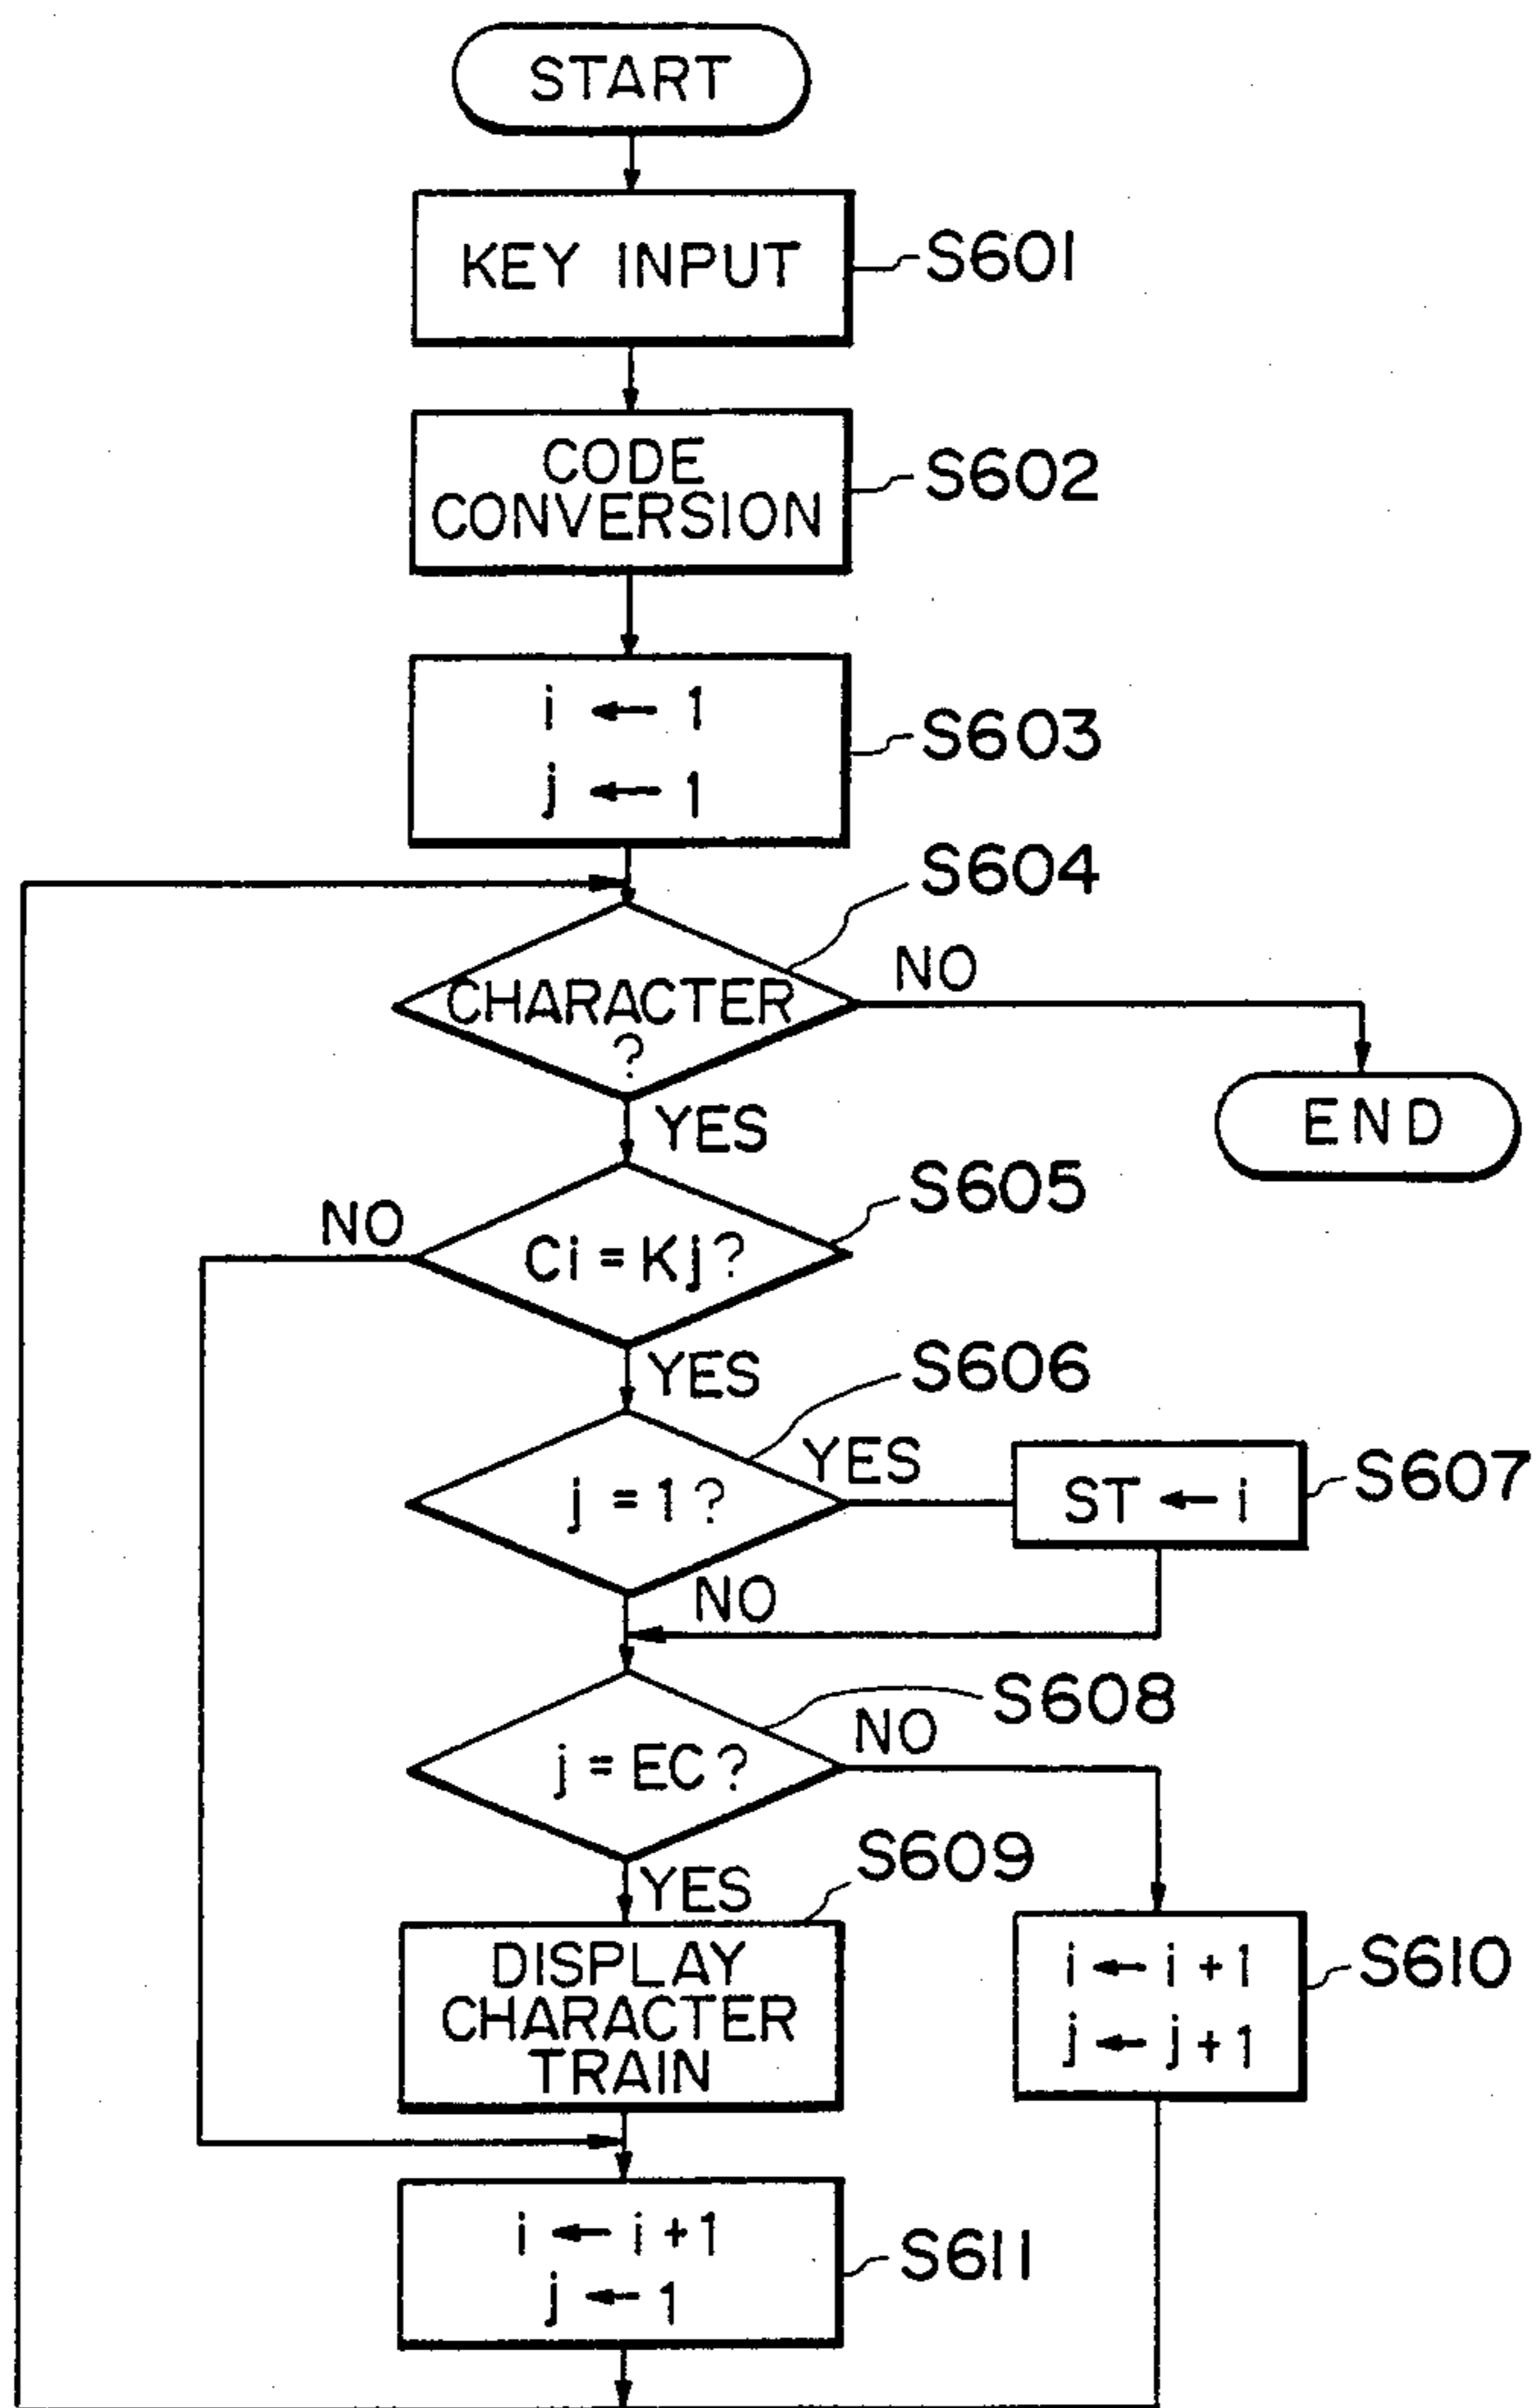 START
KEY INPUT
S601
CODE
CONVERSION
S602
i ← 1
j ← 1
S603
S604
CHARACTER
?
NO
END
YES
S605
NO
Ci = Kj ?
YES
S606
j = 1 ?
YES
ST ← i
S607
NO
S608
j = EC ?
NO
YES
S609
DISPLAY
CHARACTER
TRAIN
i ← i + 1
j ← j + 1
S610
i ← i + 1
j ← 1
S611